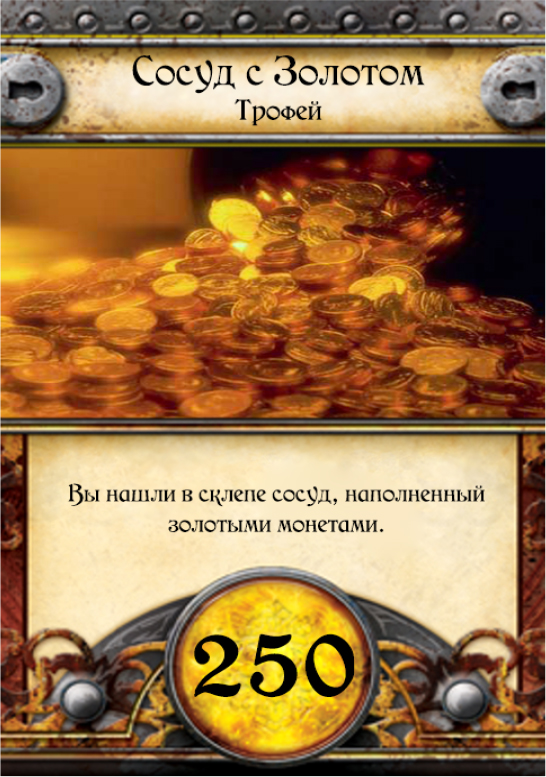 Сосуд с Золотом
Трофей
Вы нашли в склепе сосуд, наполненный
золотыми монетами.
250